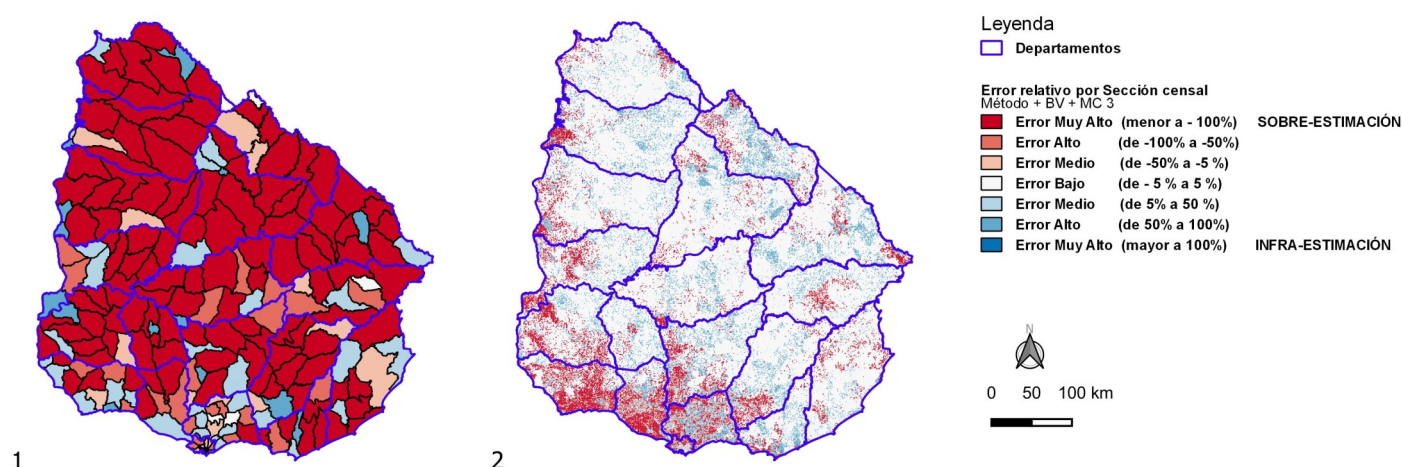 Leyenda
Departamentos
Error relativo por Sección censal
Método + BV + MC 3
Error Muy Alto (menor a - 100%) SOBRE-ESTIMACIÓN
Error Alto (de -100% a -50%)
Error Medio (de -50% a -5 %)
Error Bajo (de - 5 % a 5 %)
Error Medio (de 5% a 50 %)
Error Alto (de 50% a 100%)
Error Muy Alto (mayor a 100%) INFRA-ESTIMACIÓN
N
0 50 100 km
1 2